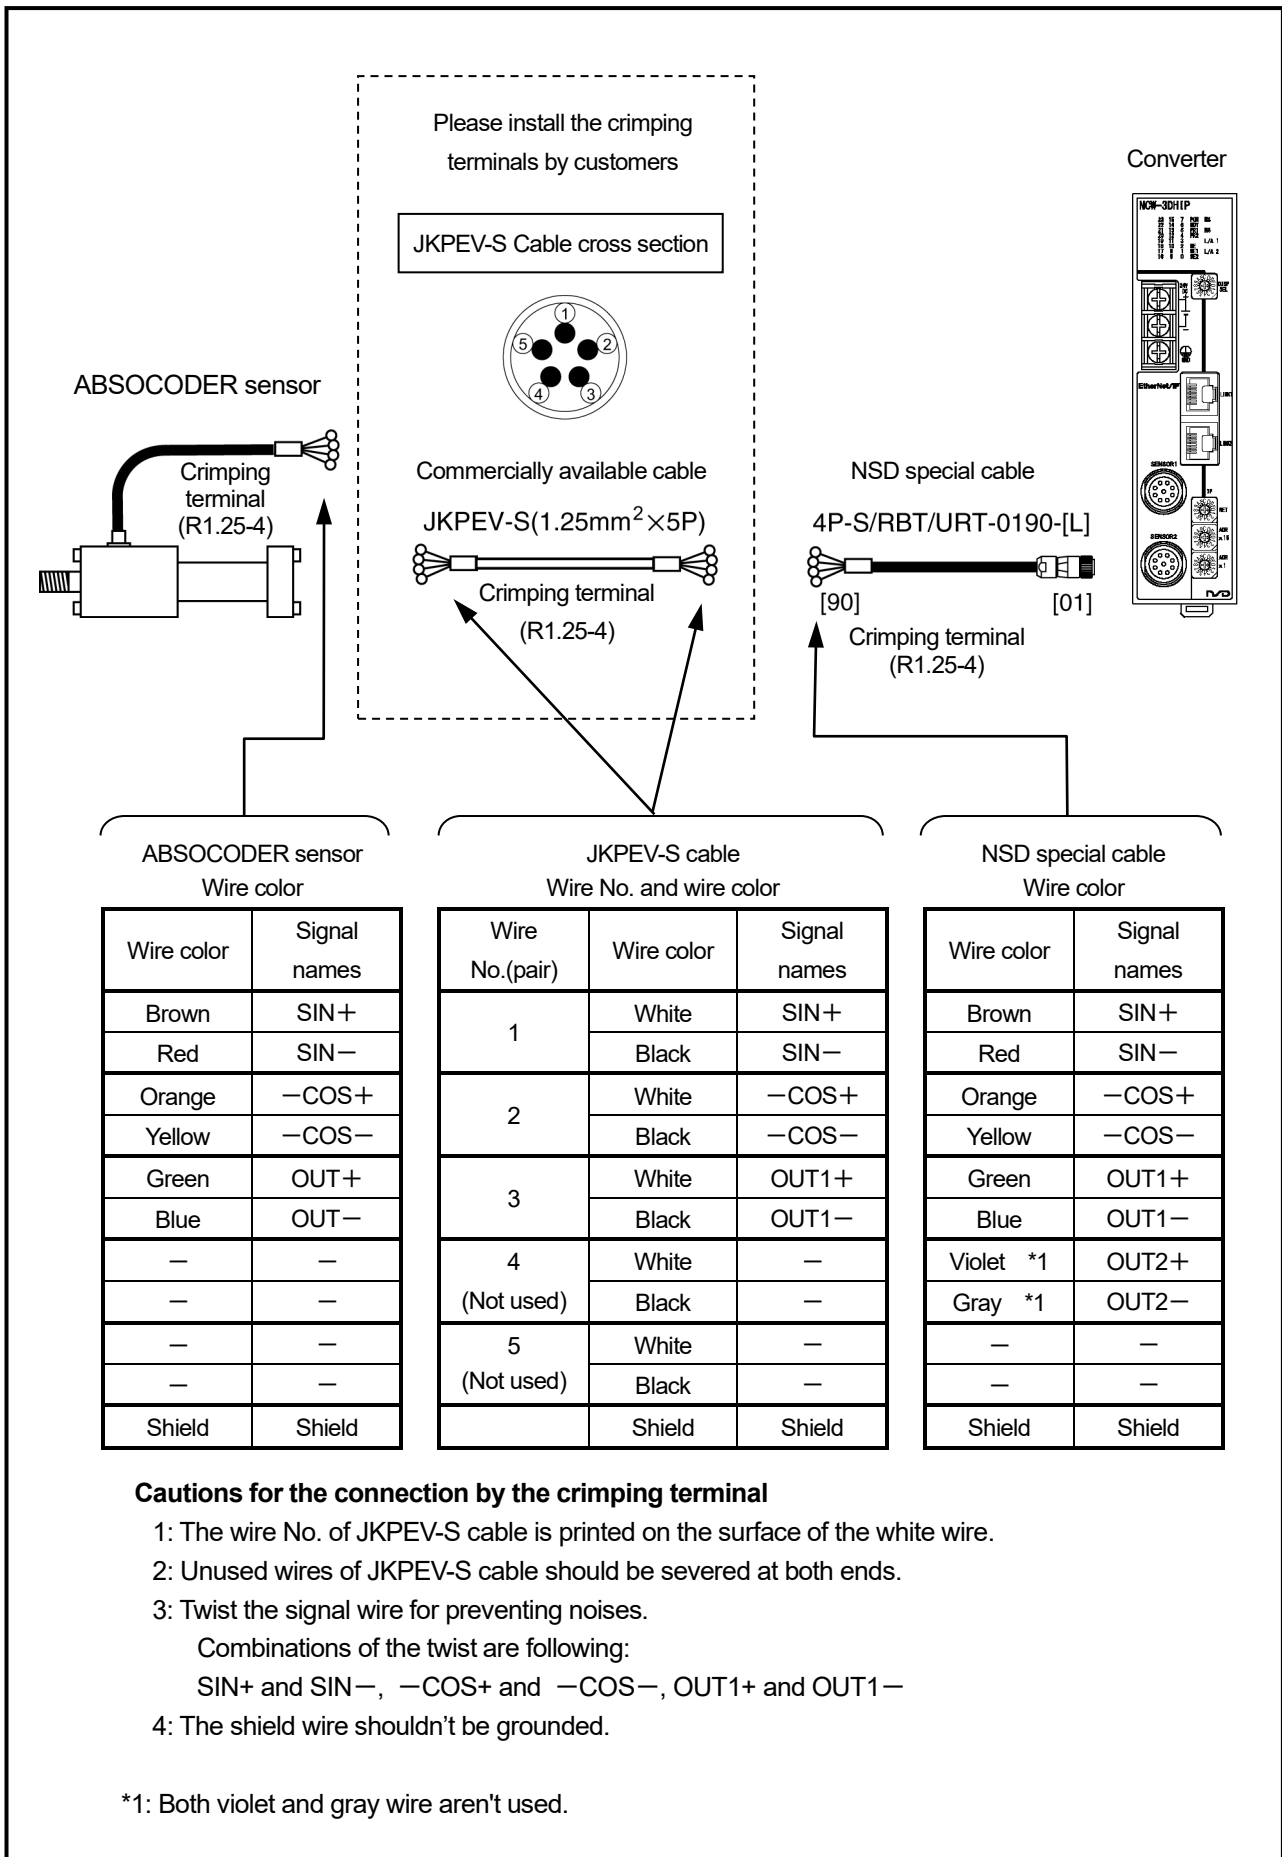 Please install the crimping
terminals by customers
JKPEV-S Cable cross section
1
5 2
4 3
Converter
NCW-3DHIP
EtherNet/IP
SENSOR1
SENSOR2
ABSOCODER sensor
Crimping
terminal
(R1.25-4)
Commercially available cable
JKPEV-S(1.25mm²×5P)
Crimping terminal
(R1.25-4)
NSD special cable
4P-S/RBT/URT-0190-[L]
[90] [01]
Crimping terminal
(R1.25-4)
ABSOCODER sensor
Wire color
Wire color Signal names
Brown SIN+
Red SIN−
Orange −COS+
Yellow −COS−
Green OUT+
Blue OUT−
− −
− −
− −
− −
Shield Shield
JKPEV-S cable
Wire No. and wire color
Wire No.(pair) Wire color Signal names
1 White SIN+
Black SIN−
2 White −COS+
Black −COS−
3 White OUT1+
Black OUT1−
4 (Not used) White −
Black −
5 (Not used) White −
Black −
Shield Shield
NSD special cable
Wire color
Wire color Signal names
Brown SIN+
Red SIN−
Orange −COS+
Yellow −COS−
Green OUT1+
Blue OUT1−
Violet *1 OUT2+
Gray *1 OUT2−
− −
− −
Shield Shield
Cautions for the connection by the crimping terminal
1: The wire No. of JKPEV-S cable is printed on the surface of the white wire.
2: Unused wires of JKPEV-S cable should be severed at both ends.
3: Twist the signal wire for preventing noises.
Combinations of the twist are following:
SIN+ and SIN−, −COS+ and −COS−, OUT1+ and OUT1−
4: The shield wire shouldn't be grounded.
*1: Both violet and gray wire aren't used.